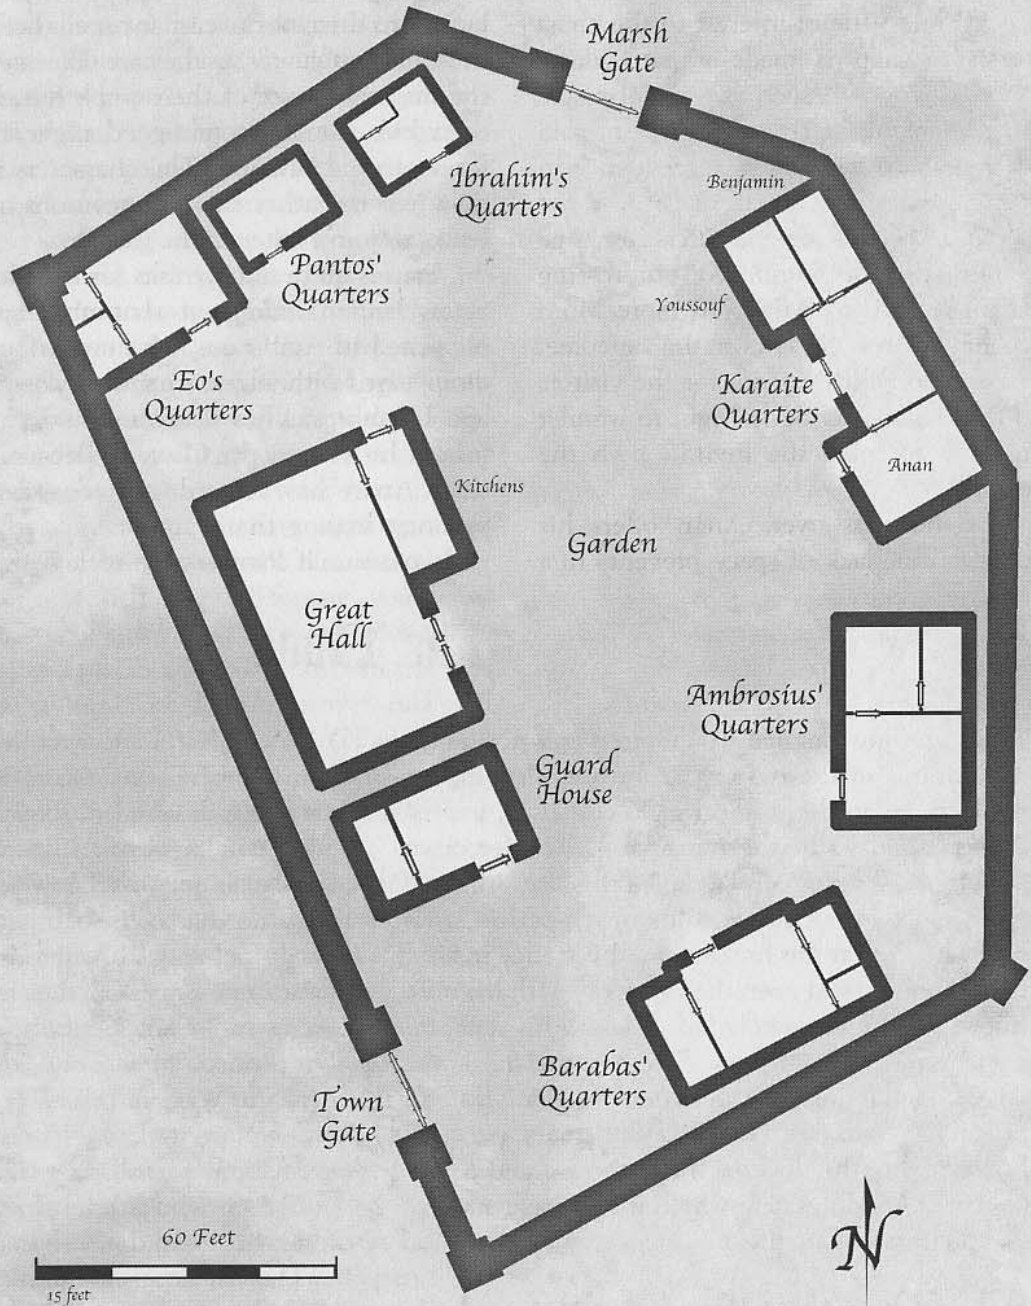 Marsh
Gate
Ibrahim's
Quarters
Benjamin
Pantos'
Quarters
Youssouf
Eo's
Quarters
Karaite
Quarters
Anan
Kitchens
Garden
Great
Hall
Ambrosius'
Quarters
Guard
House
Barabas'
Quarters
Town
Gate
60 Feet
15 feet
N